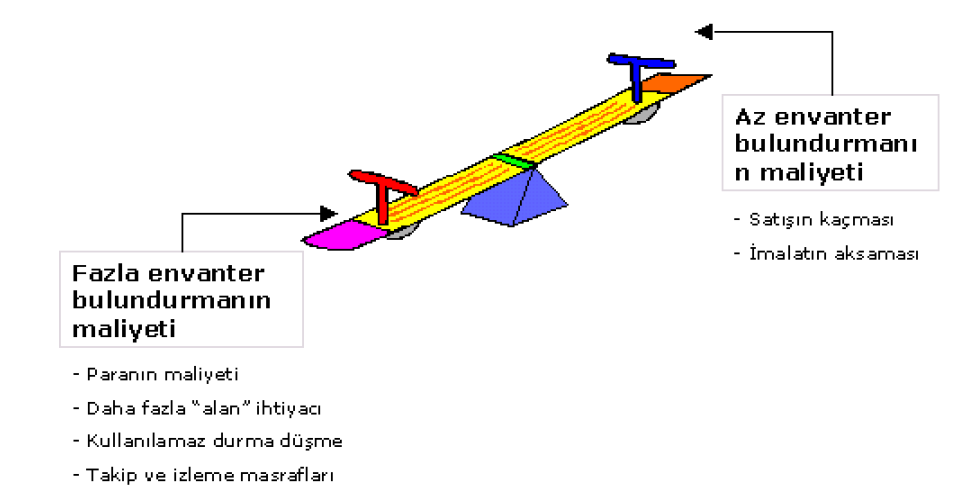 Az envanter
bulundurmanı
n maliyeti
- Satışın kaçması
- İmalatın aksaması
Fazla envanter
bulundurmanın
maliyeti
- Paranın maliyeti
- Daha fazla “alan” ihtiyacı
- Kullanılamaz durma düşme
- Takip ve izleme masrafları